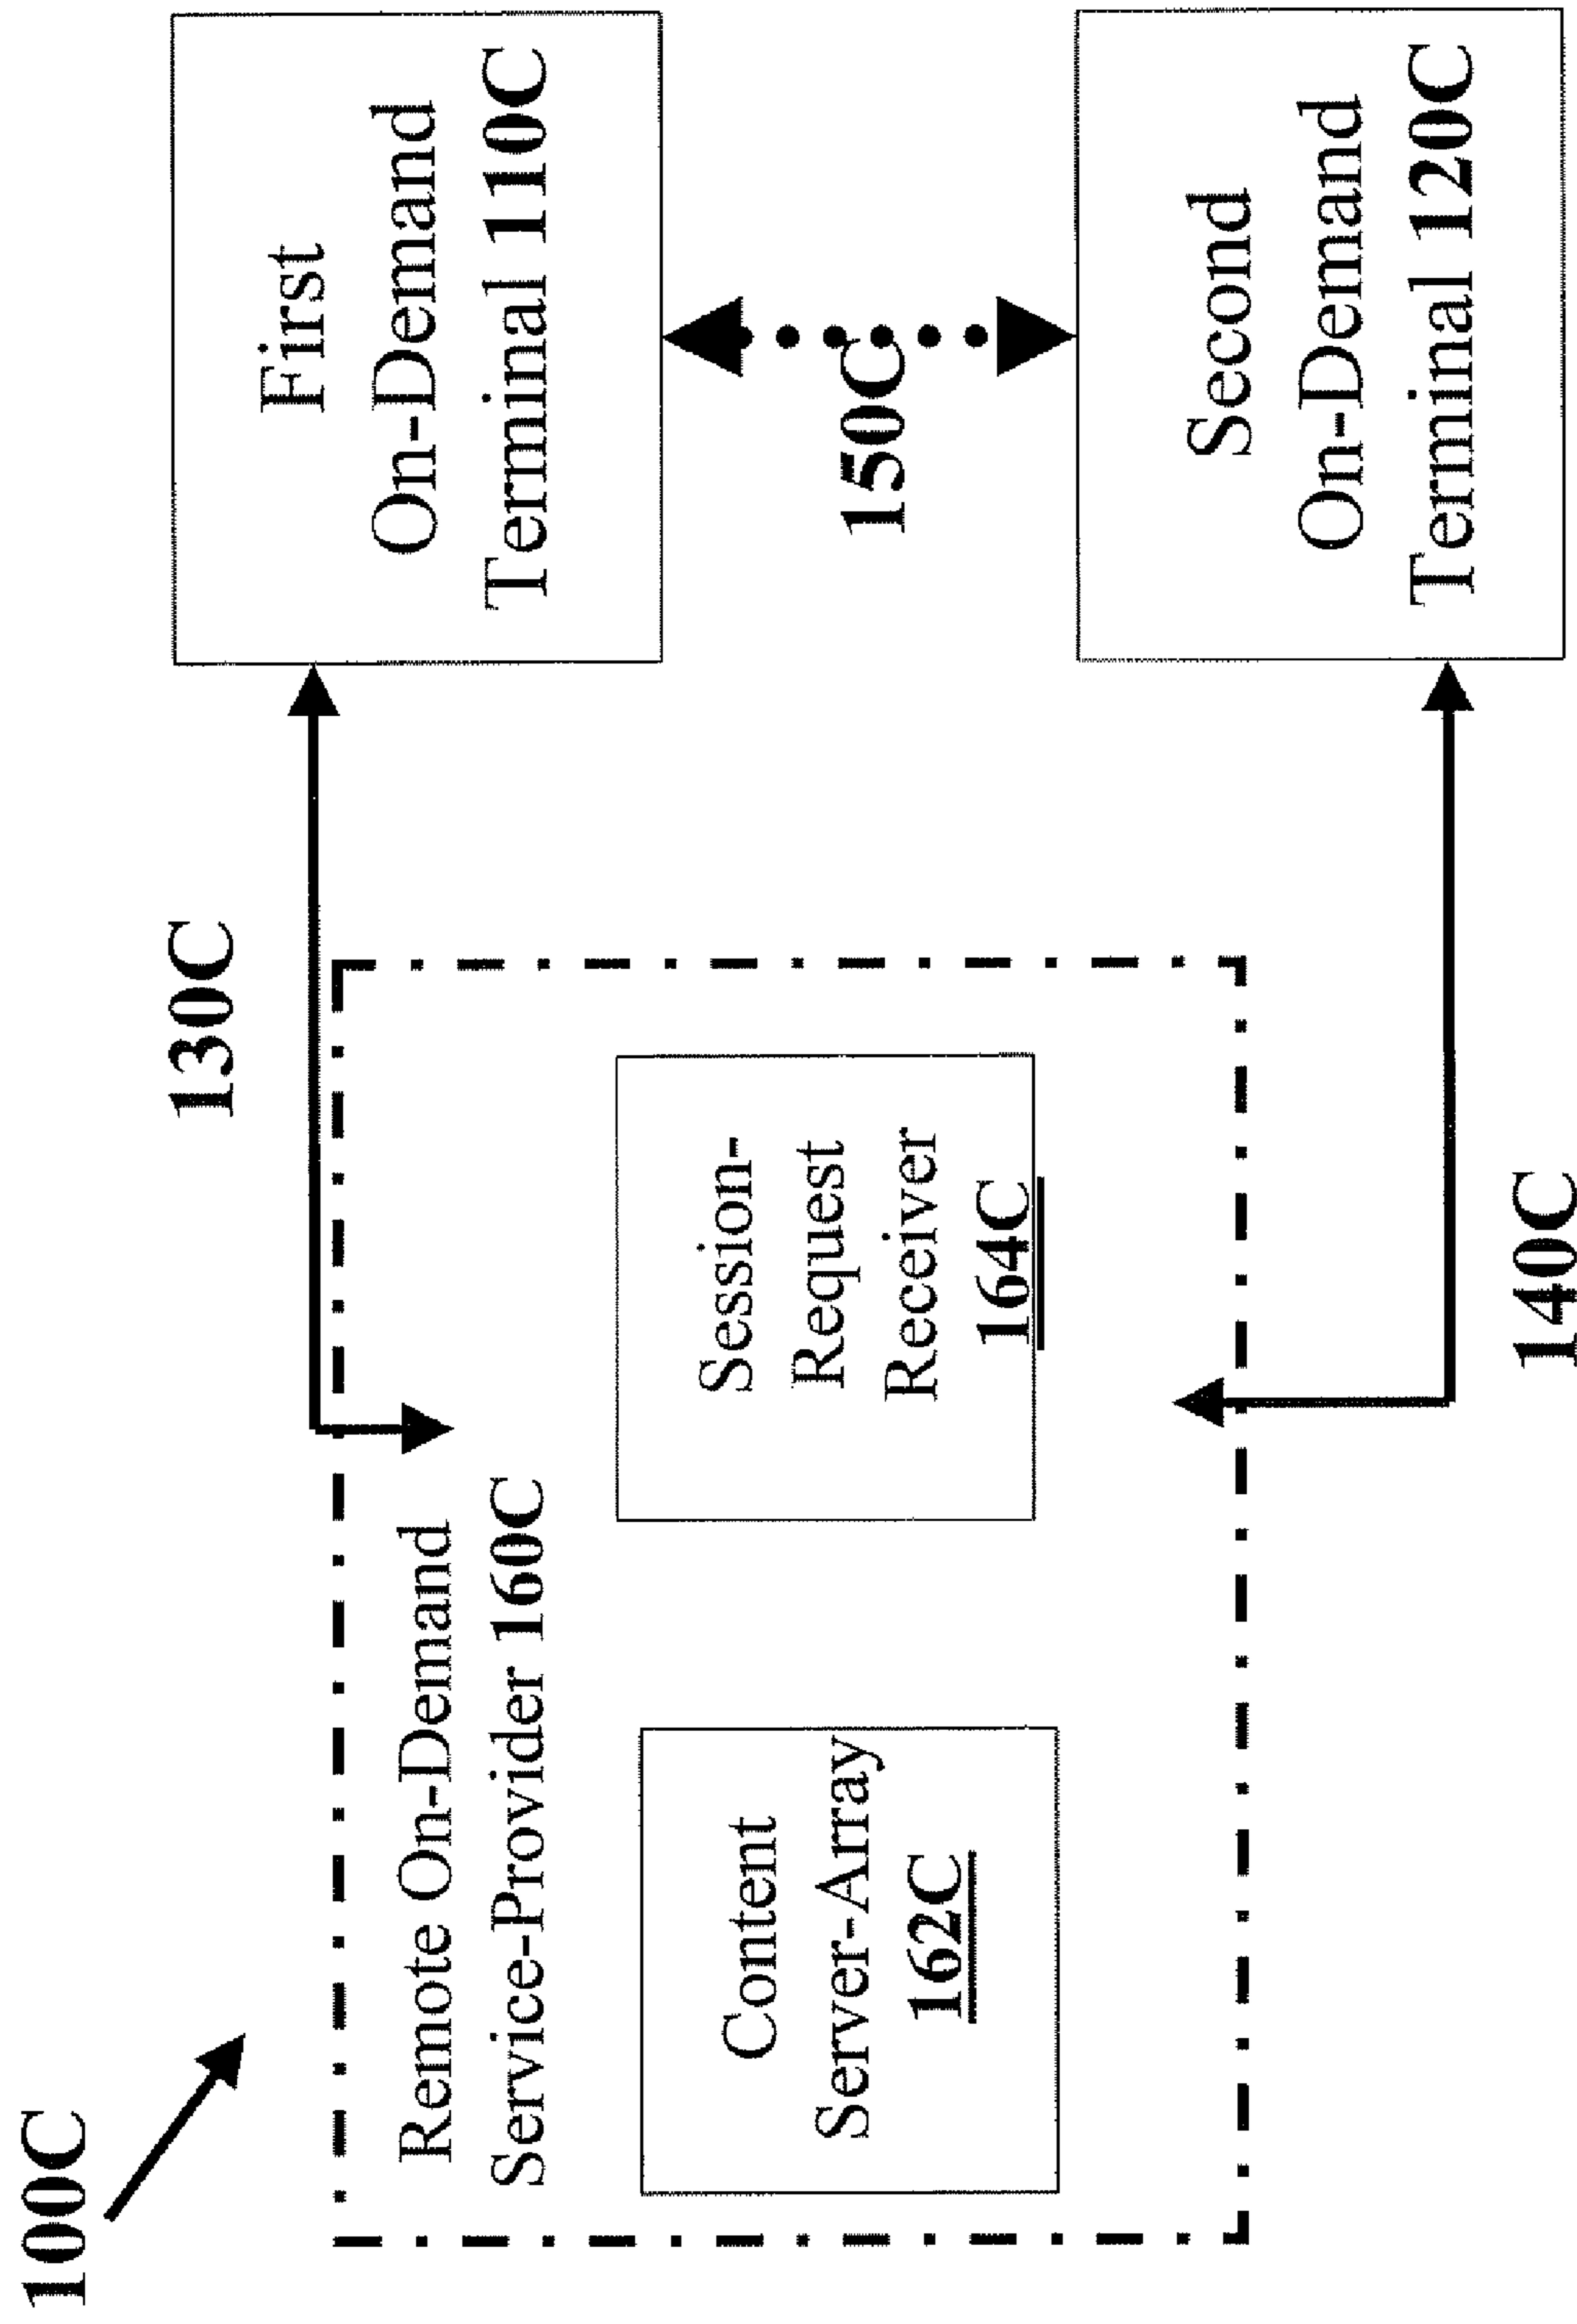 100C
Remote On-Demand
Service-Provider 160C
Content
Server-Array
162C
Session-
Request
Receiver
164C
130C
140C
First
On-Demand
Terminal 110C
150C
Second
On-Demand
Terminal 120C